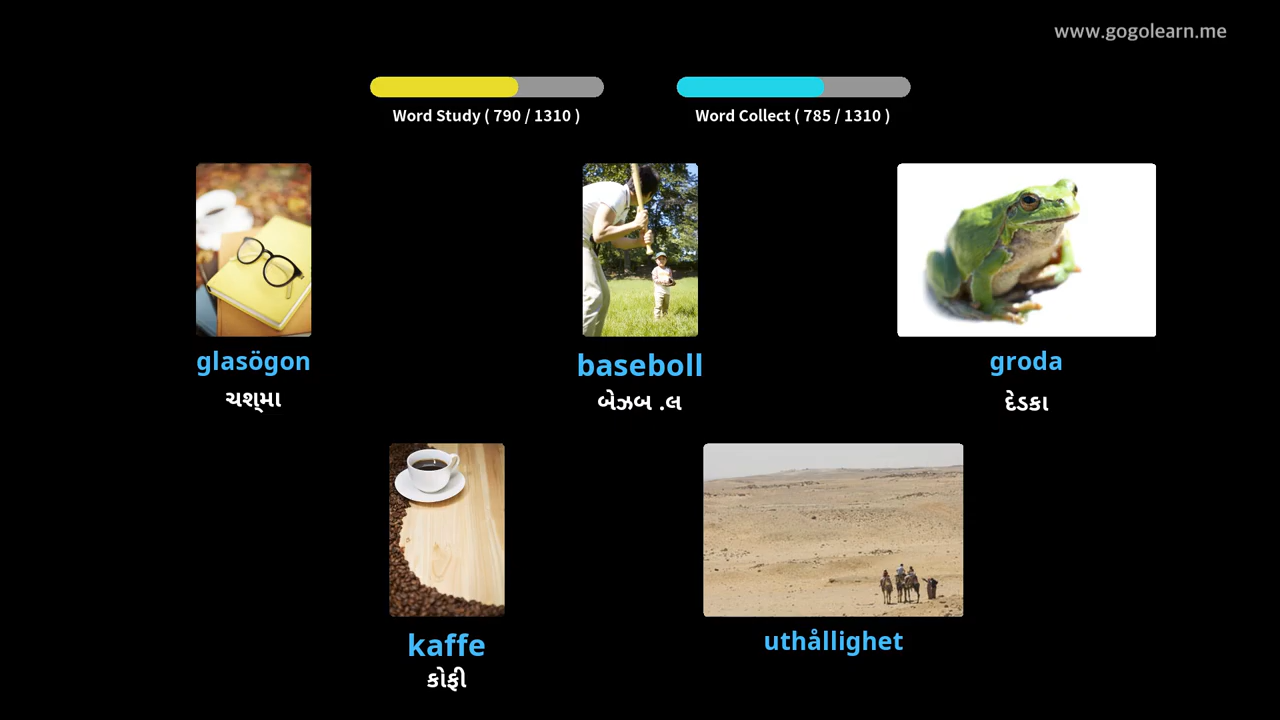 www.gogolearn.me
Word Study ( 790 / 1310 )
Word Collect ( 785 / 1310 )
glasögon
ચશ્મા
baseboll
બેઝબ .લ
groda
દેડકા
kaffe
કોફી
uthållighet